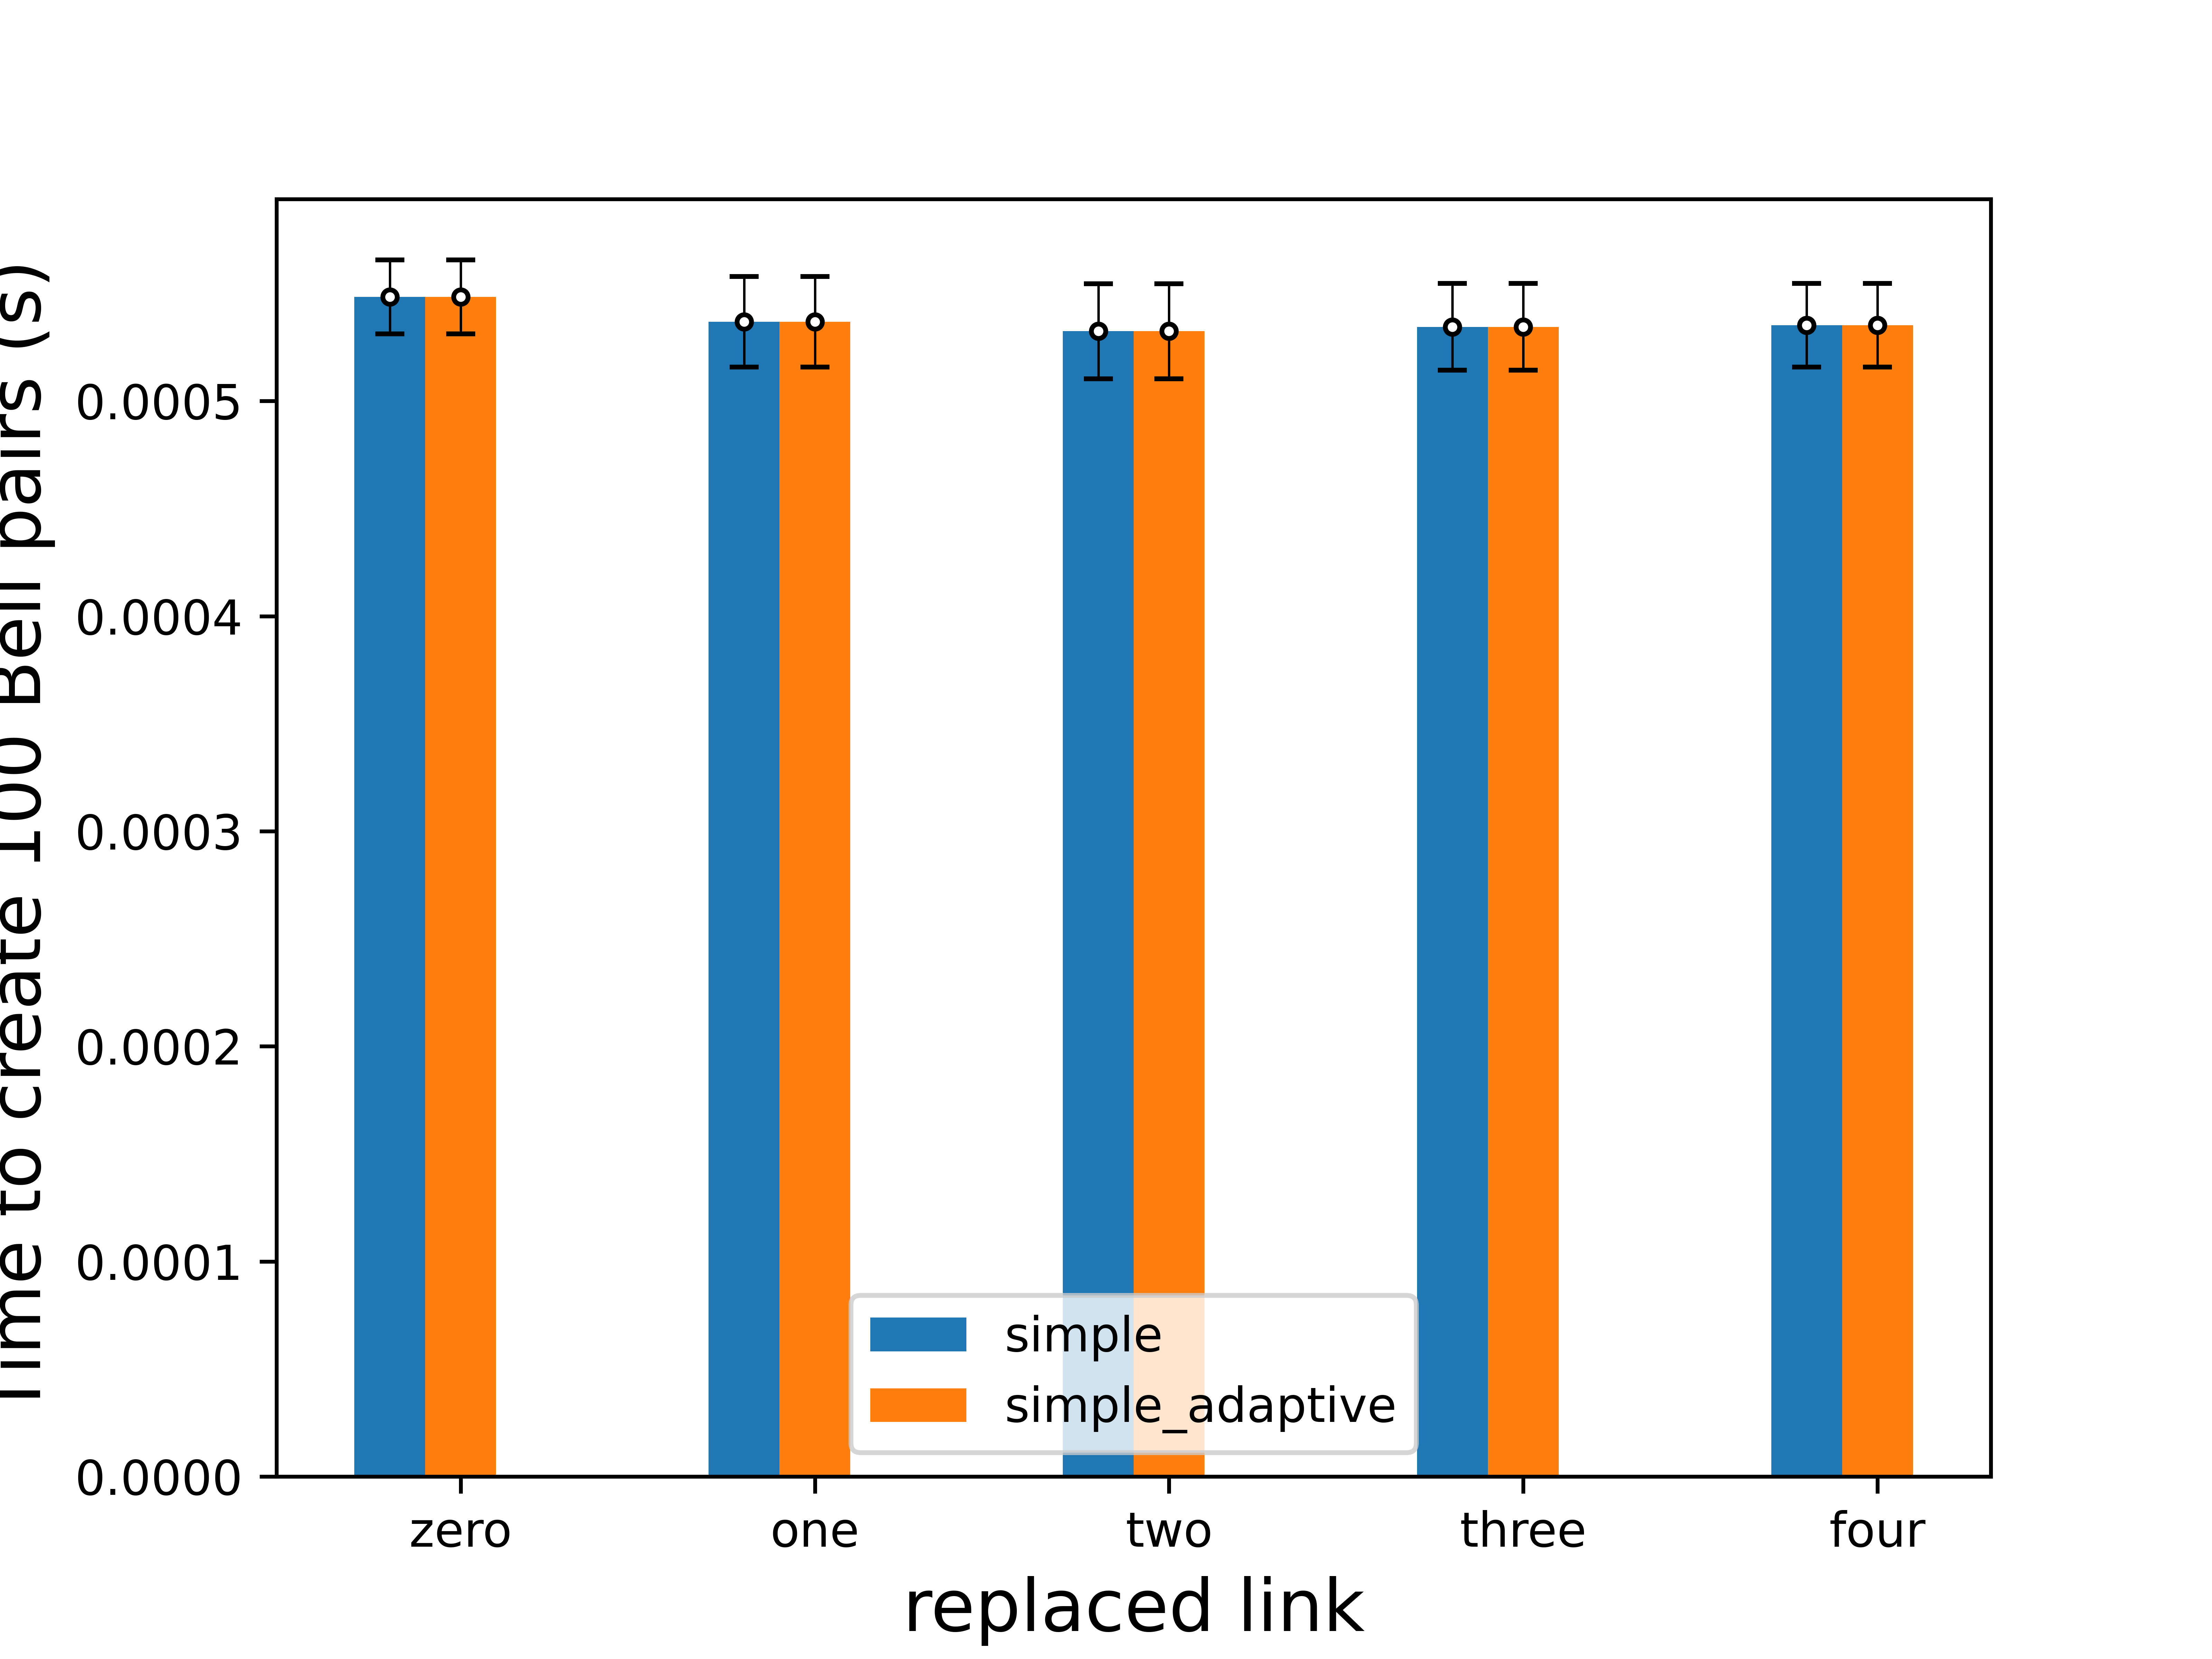 Time to create 100 Bell pairs (s)
0.0005
0.0004
0.0003
0.0002
0.0001
0.0000
simple
simple_adaptive
zero one two three four
replaced link